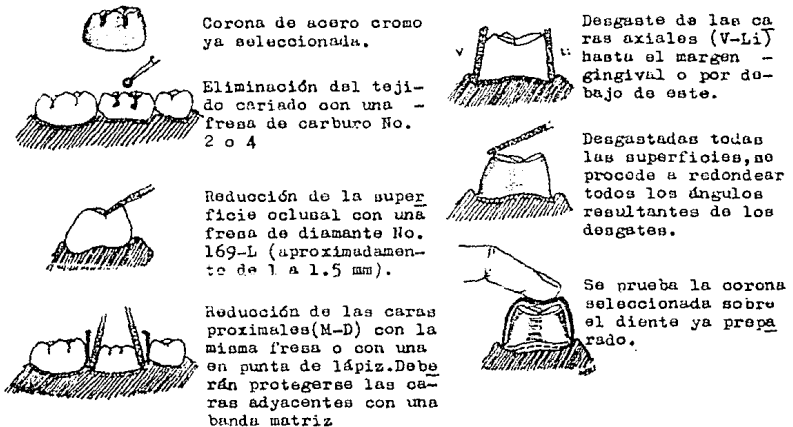 Corona de acero cromo
ya seleccionada.
Eliminación del teji-
do cariado con una -
fresa de carburo No.
2 o 4
Reducción de la super
ficie oclusal con una
fresa de diamante No.
169-L (aproximadamen-
te de 1 a 1.5 mm).
Reducción de las caras
proximales(M-D) con la
misma fresa o con una
en punta de lápiz.Debe
rán protegerse las ca-
ras adyacentes con una
banda matriz
V
Li
Desgaste de las ca
ras axiales (V-Li)
hasta el margen -
gingival o por de-
bajo de este.
Desgastadas todas
las superficies,se
procede a redondear
todos los ángulos
resultantes de los
desgates.
Se prueba la corona
seleccionada sobre
el diente ya prepa
rado.